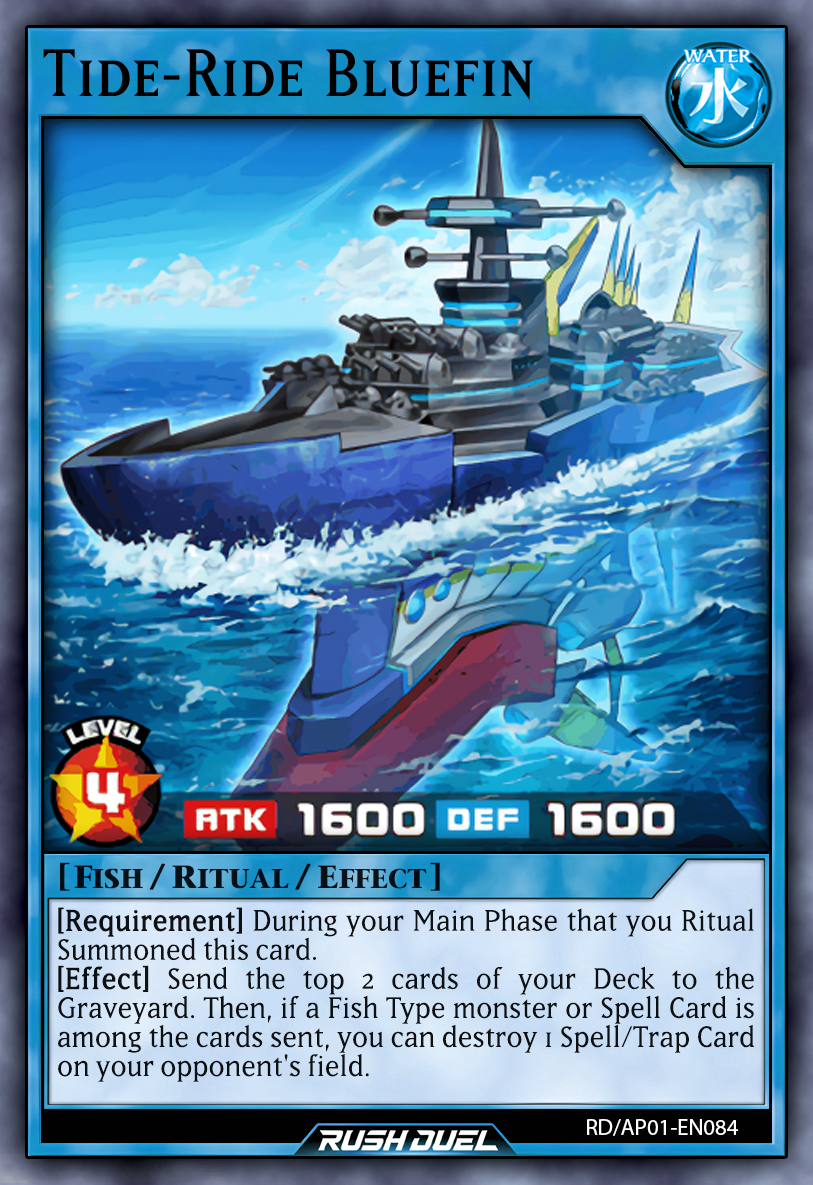 Tide-Ride Bluefin
WATER
水
LEVEL
4
ATK 1600 DEF 1600
[Fish / Ritual / Effect]
[Requirement] During your Main Phase that you Ritual
Summoned this card.
[Effect] Send the top 2 cards of your Deck to the
Graveyard. Then, if a Fish Type monster or Spell Card is
among the cards sent, you can destroy 1 Spell/Trap Card
on your opponent's field.
RUSH DUEL
RD/AP01-EN084